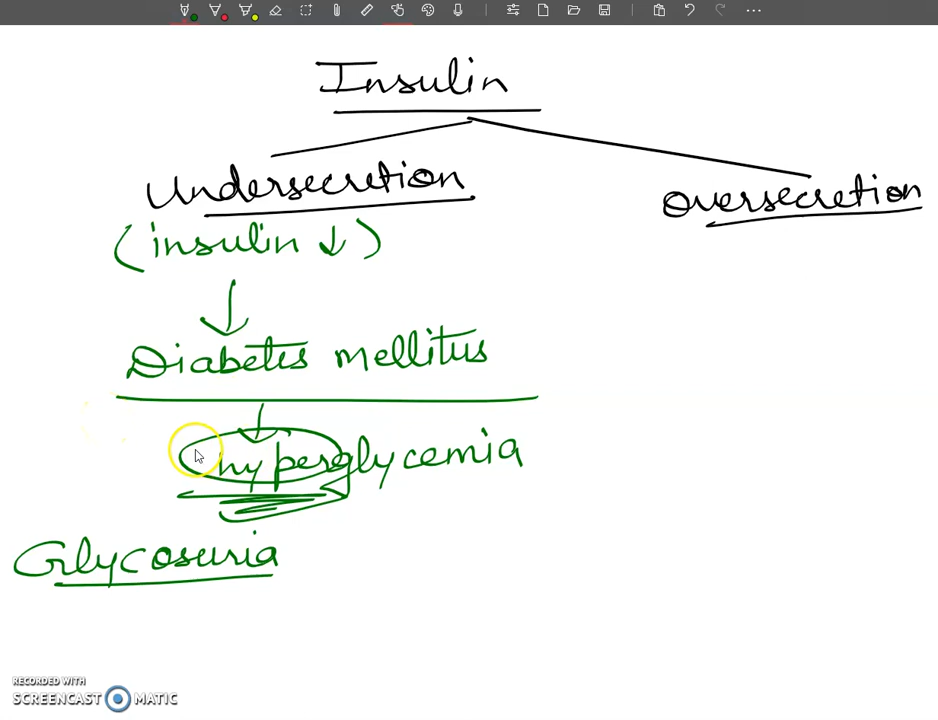 Insulin
Undersecretion
Oversecretion
(insulin ↓)
Diabetes mellitus
hyperglycemia
Glycosuria
RECORDED WITH
SCREENCAST MATIC